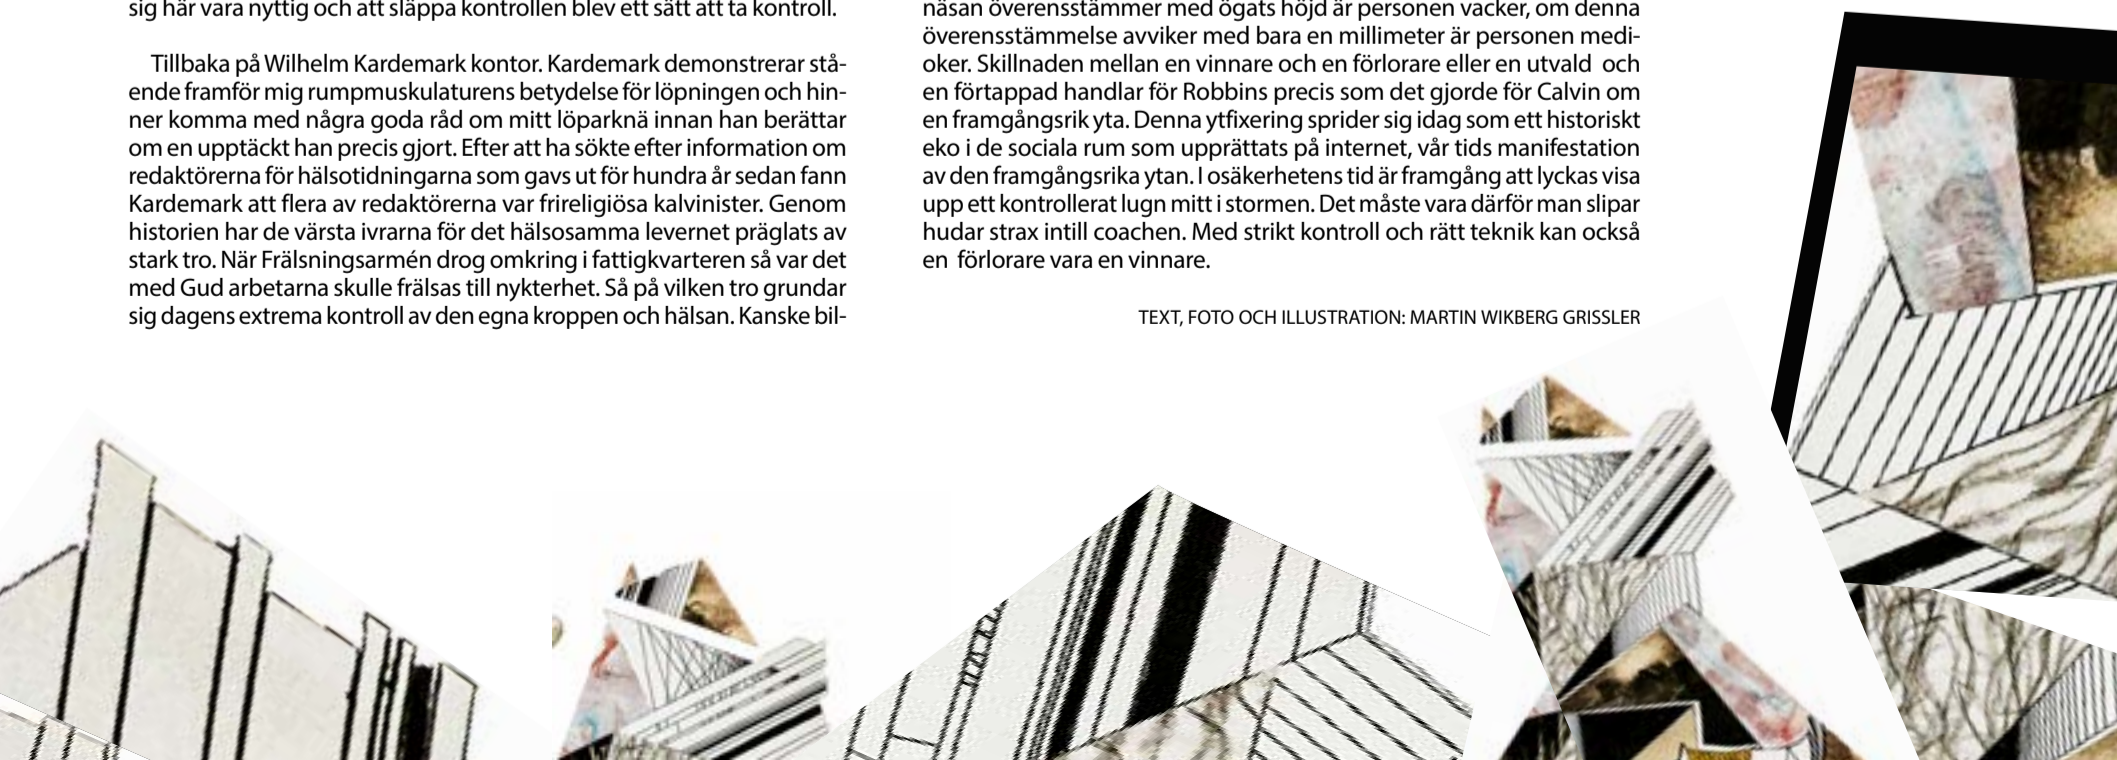 sig här vara nyttig och att släppa kontrollen blev ett sätt att ta kontroll.
Tillbaka på Wilhelm Kardemark kontor. Kardemark demonstrerar stå-
ende framför mig rumpmuskulaturens betydelse för löpningen och hin-
ner komma med några goda råd om mitt löparknä innan han berättar
om en upptäckt han precis gjort. Efter att ha sökte efter information om
redaktörerna för hälsotidningarna som gavs ut för hundra år sedan fann
Kardemark att flera av redaktörerna var frireligiösa kalvinister. Genom
historien har de värsta ivrarna för det hälsosamma levernet präglats av
stark tro. När Frälsningsarmén drog omkring i fattigkvarteren så var det
med Gud arbetarna skulle frälsas till nykterhet. Så på vilken tro grundar
sig dagens extrema kontroll av den egna kroppen och hälsan. Kanske bil-
näsan överensstämmer med ögats höjd är personen vacker, om denna
överensstämmelse avviker med bara en millimeter är personen medi-
oker. Skillnaden mellan en vinnare och en förlorare eller en utvald och
en förtappad handlar för Robbins precis som det gjorde för Calvin om
en framgångsrik yta. Denna ytfixering sprider sig idag som ett historiskt
eko i de sociala rum som upprättats på internet, vår tids manifestation
av den framgångsrika ytan. I osäkerhetens tid är framgång att lyckas visa
upp ett kontrollerat lugn mitt i stormen. Det måste vara därför man slipar
hudar strax intill coachen. Med strikt kontroll och rätt teknik kan också
en förlorare vara en vinnare.
TEXT, FOTO OCH ILLUSTRATION: MARTIN WIKBERG GRISSLER